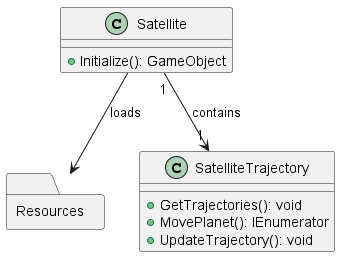 C Satellite
Initialize(): GameObject
1
loads
contains
1
Resources
C SatelliteTrajectory
GetTrajectories(): void
MovePlanet(): IEnumerator
UpdateTrajectory(): void